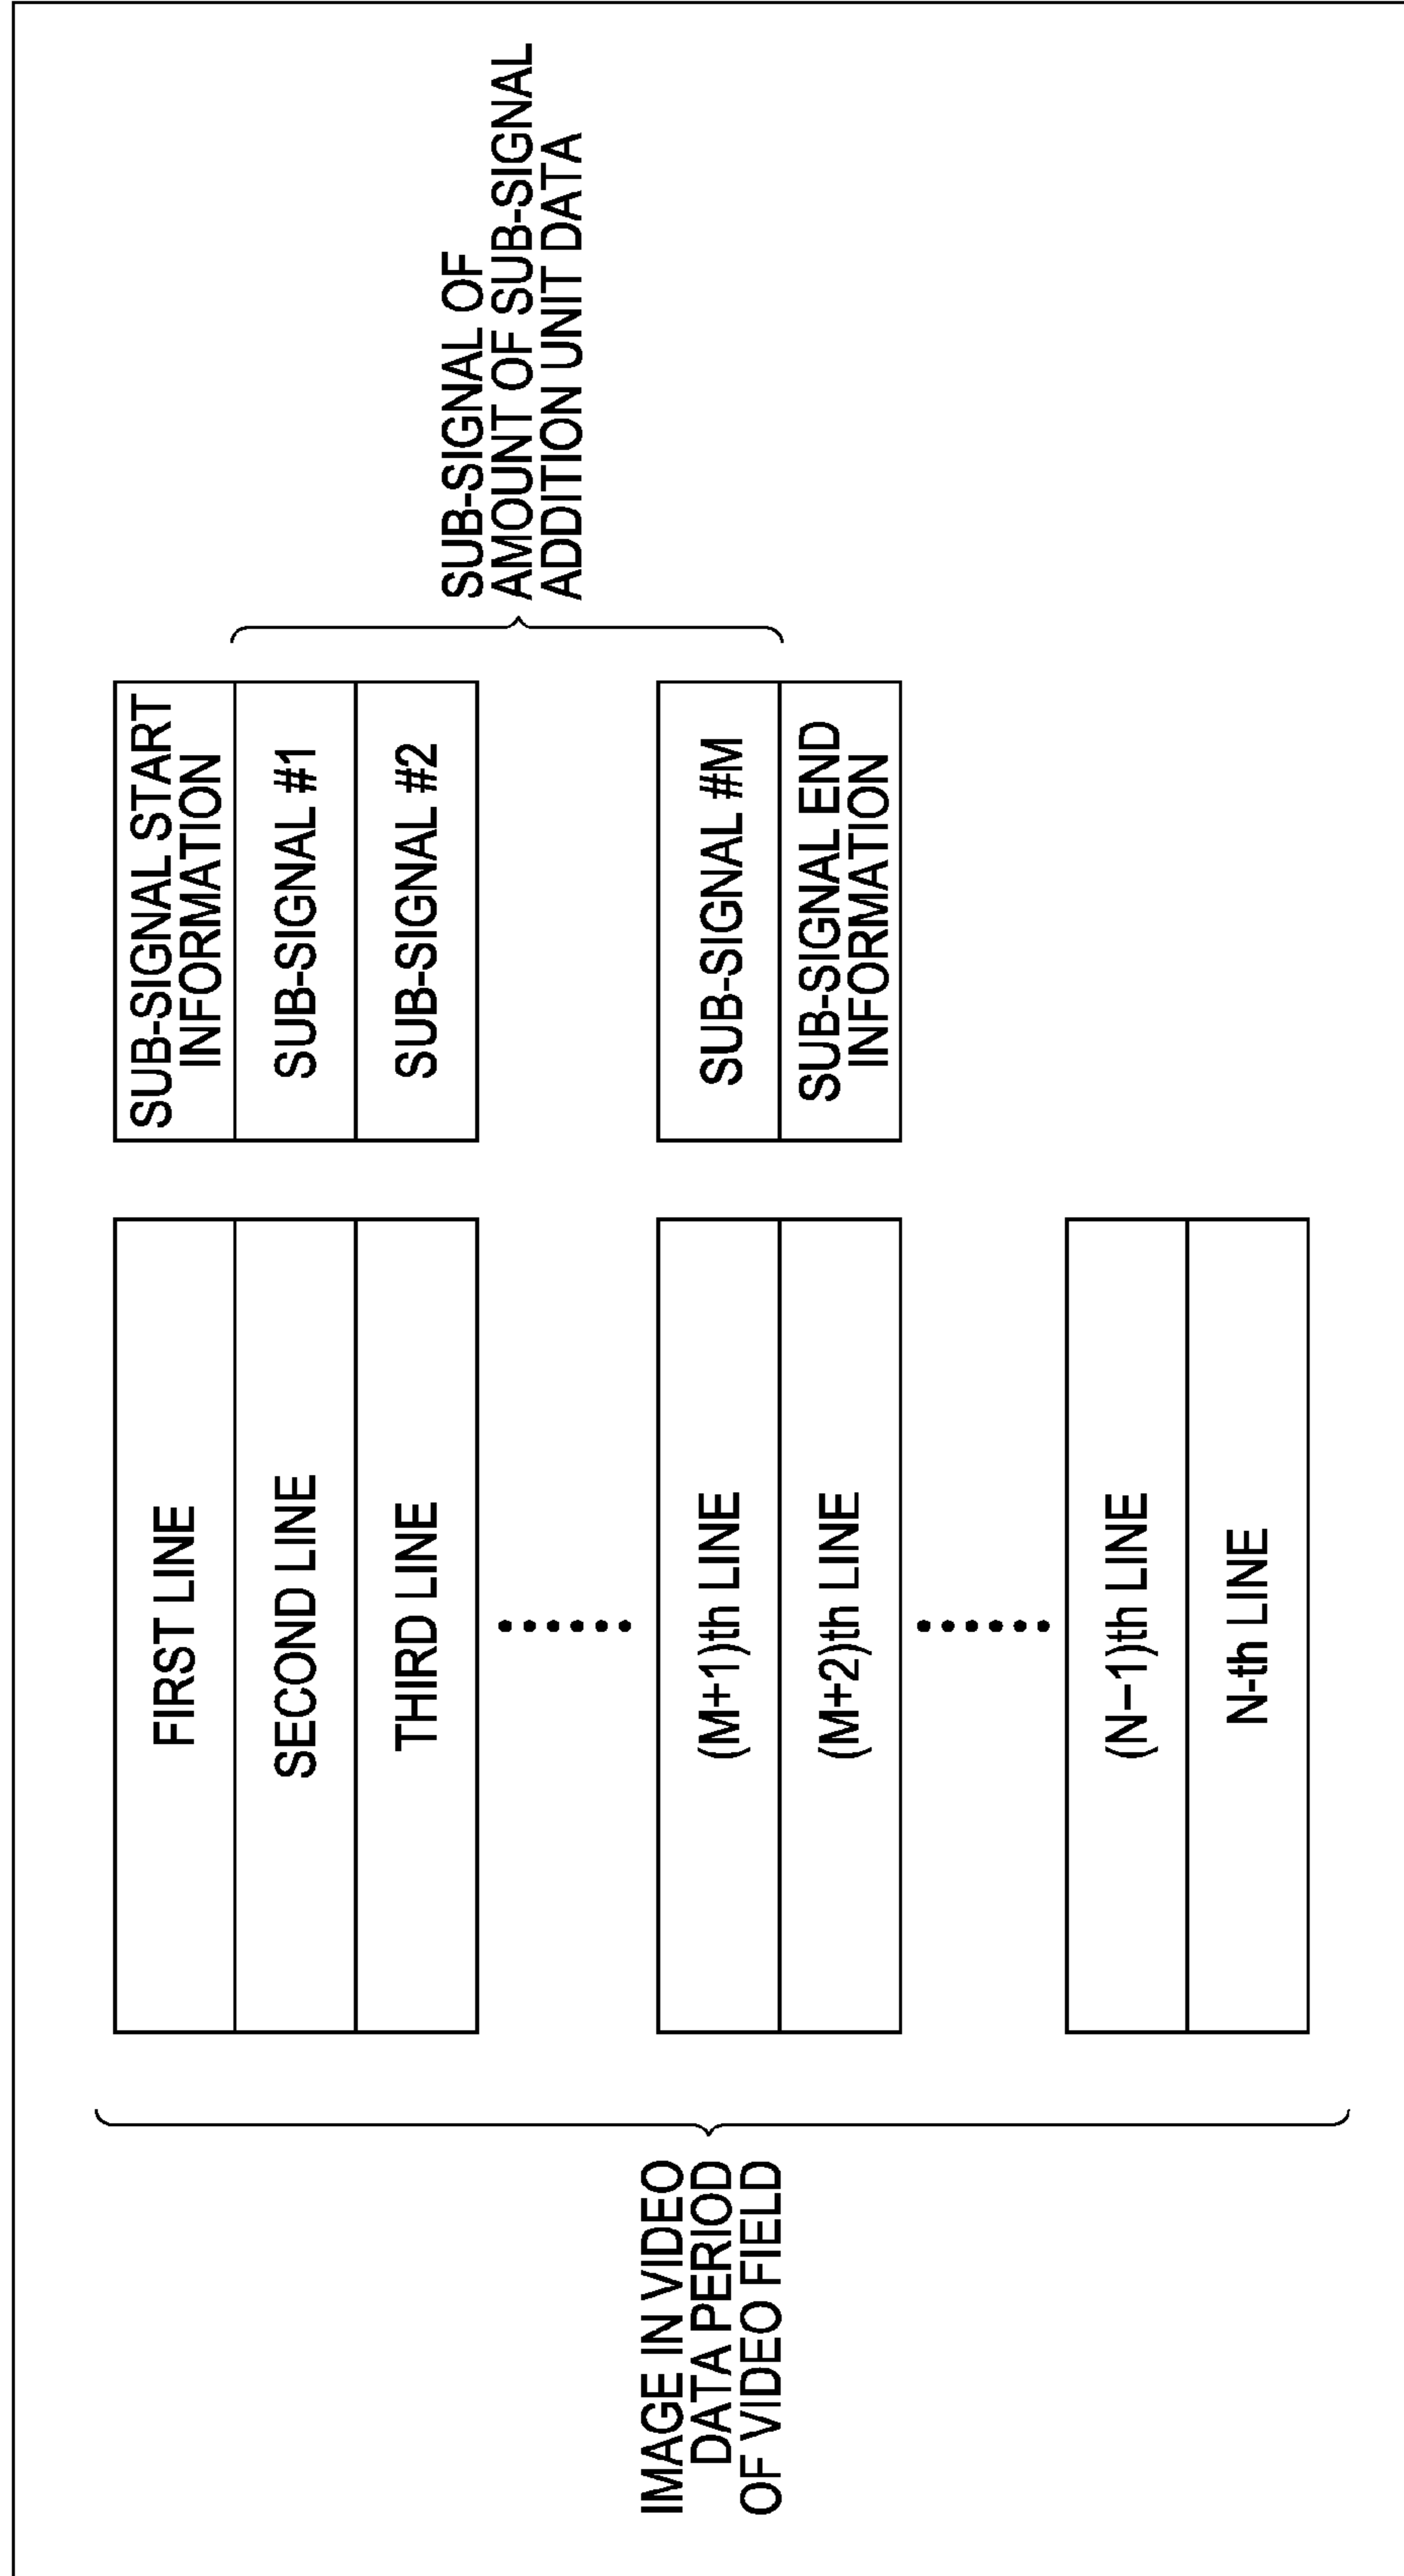 IMAGE IN VIDEO
DATA PERIOD
OF VIDEO FIELD
FIRST LINE
SECOND LINE
THIRD LINE
(M+1)th LINE
(M+2)th LINE
(N−1)th LINE
N-th LINE
SUB-SIGNAL START
INFORMATION
SUB-SIGNAL #1
SUB-SIGNAL #2
SUB-SIGNAL #M
SUB-SIGNAL END
INFORMATION
SUB-SIGNAL OF
AMOUNT OF SUB-SIGNAL
ADDITION UNIT DATA